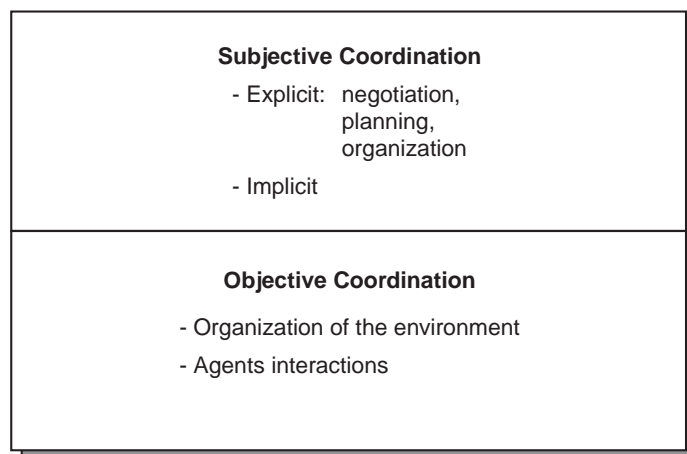 Subjective Coordination
- Explicit: negotiation,
planning,
organization
- Implicit
Objective Coordination
- Organization of the environment
- Agents interactions